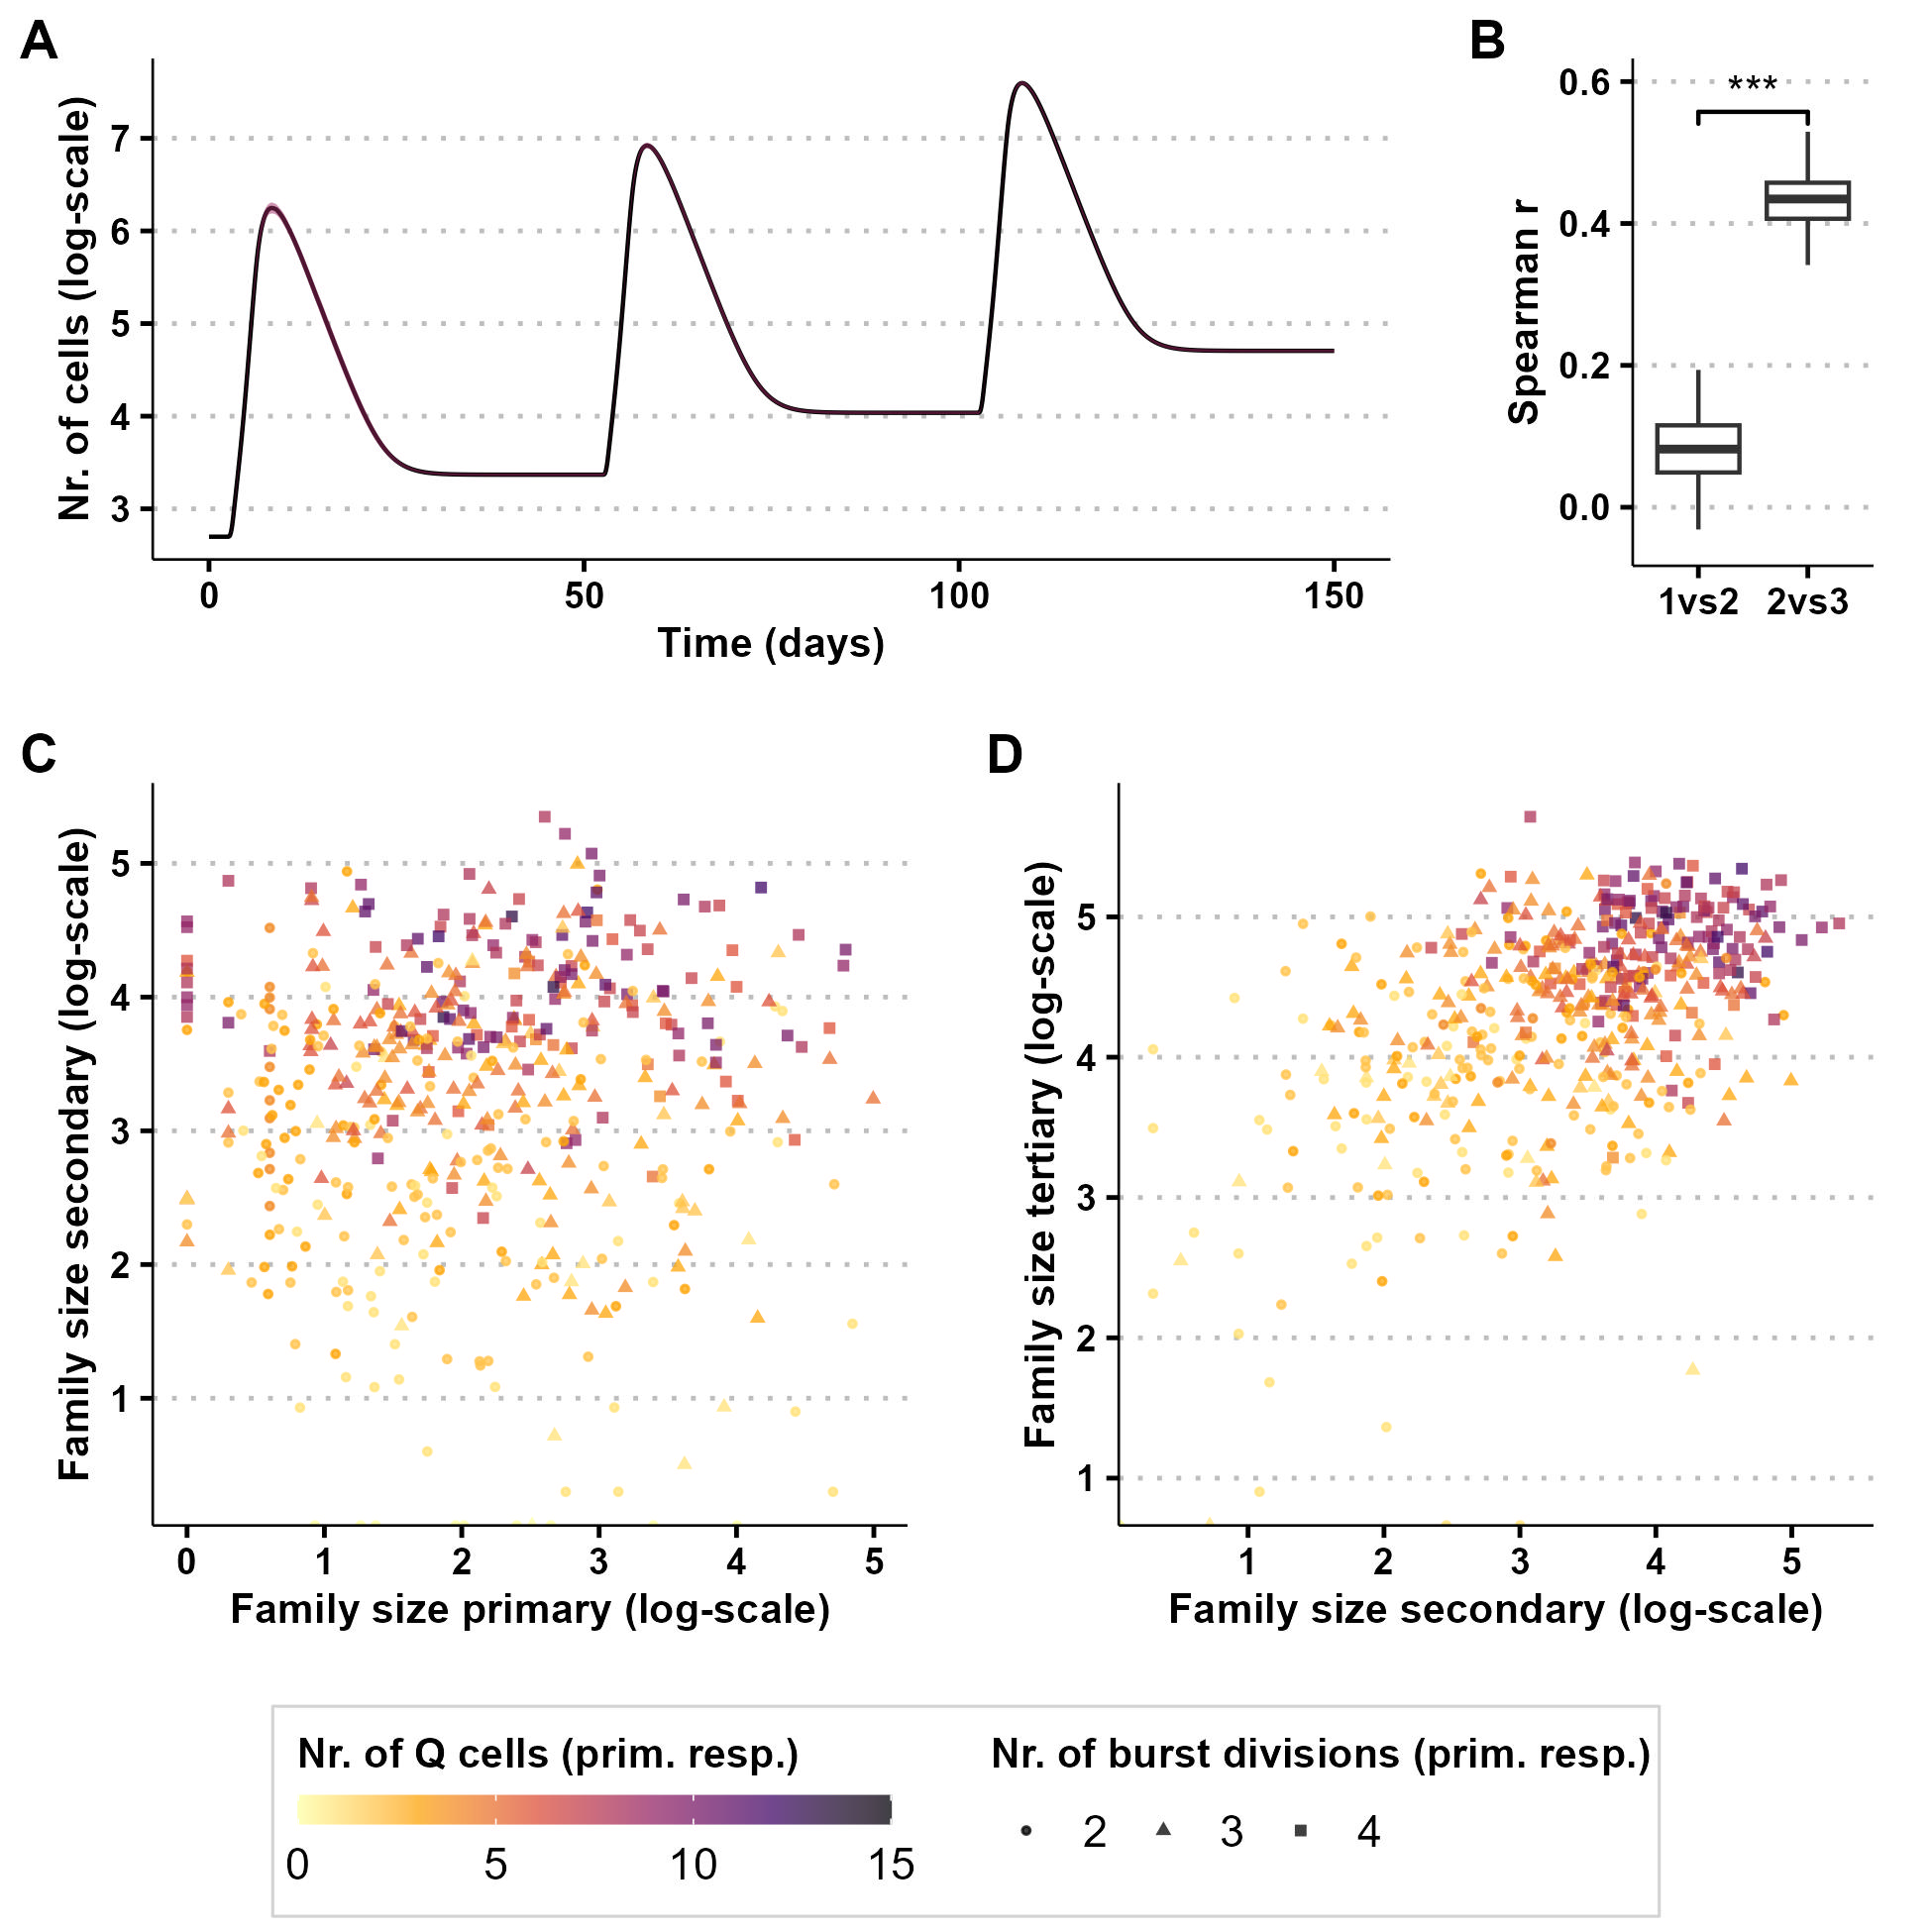 A
Nr. of cells (log-scale)
7
6
5
4
3
0 50 100 150
Time (days)
B
Spearman r
0.6
0.4
0.2
0.0
***
1vs2 2vs3
C
Family size secondary (log-scale)
5
4
3
2
1
0 1 2 3 4 5
Family size primary (log-scale)
D
Family size tertiary (log-scale)
5
4
3
2
1
1 2 3 4 5
Family size secondary (log-scale)
Nr. of Q cells (prim. resp.)
0 5 10 15
Nr. of burst divisions (prim. resp.)
2 3 4